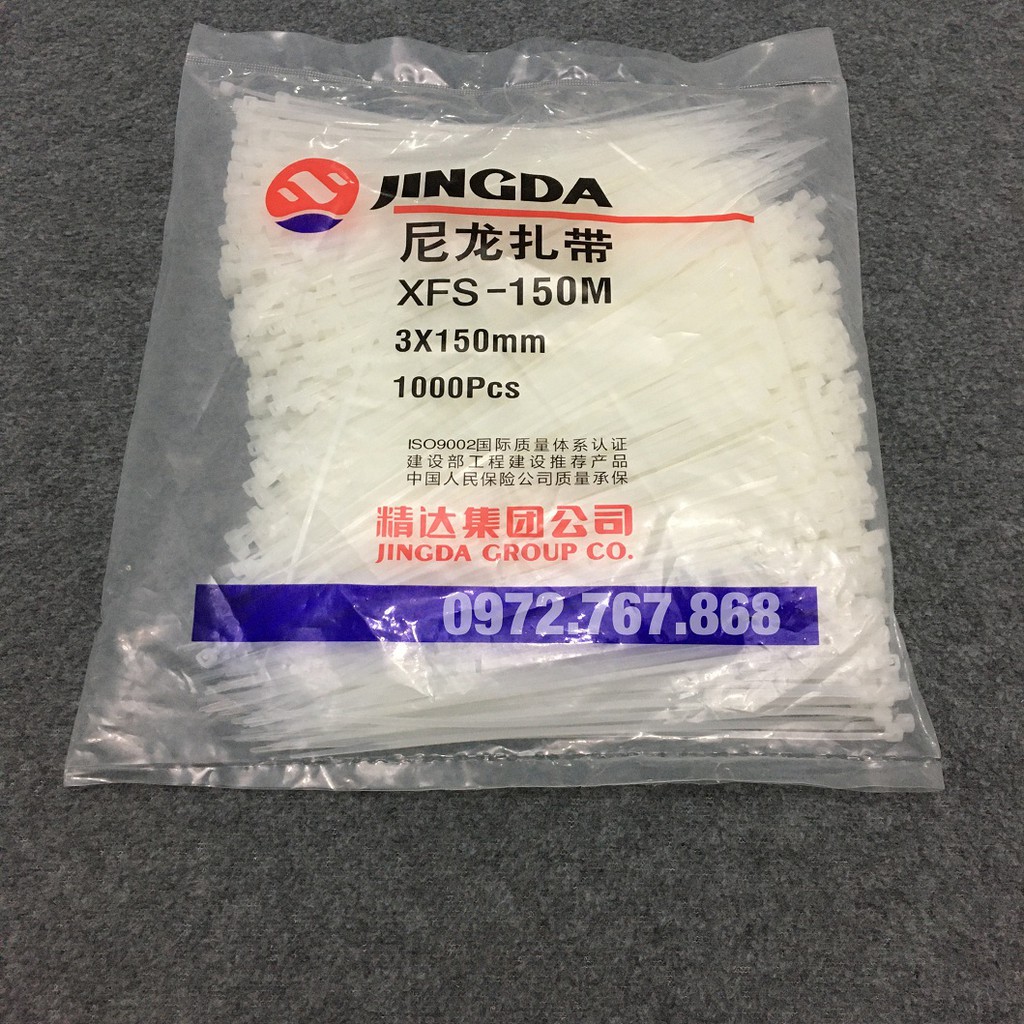 JINGDA
尼龙扎带
XFS-150M
3X150mm
1000Pcs
ISO9002国际质量体系认证
建设部工程建设推荐产品
中国人民保险公司质量承保
精达集团公司
JINGDA GROUP CO.
0972.767.868